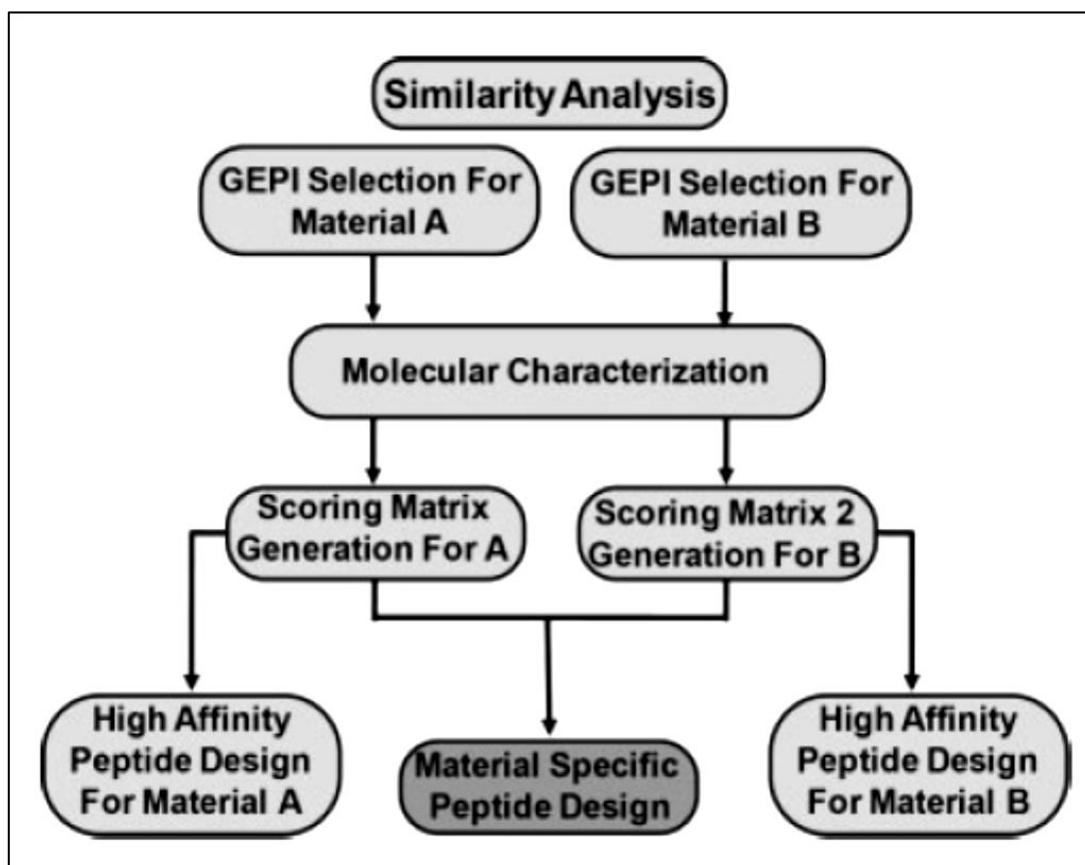 Similarity Analysis
GEPI Selection For
Material A
GEPI Selection For
Material B
Molecular Characterization
Scoring Matrix
Generation For A
Scoring Matrix 2
Generation For B
High Affinity
Peptide Design
For Material A
Material Specific
Peptide Design
High Affinity
Peptide Design
For Material B